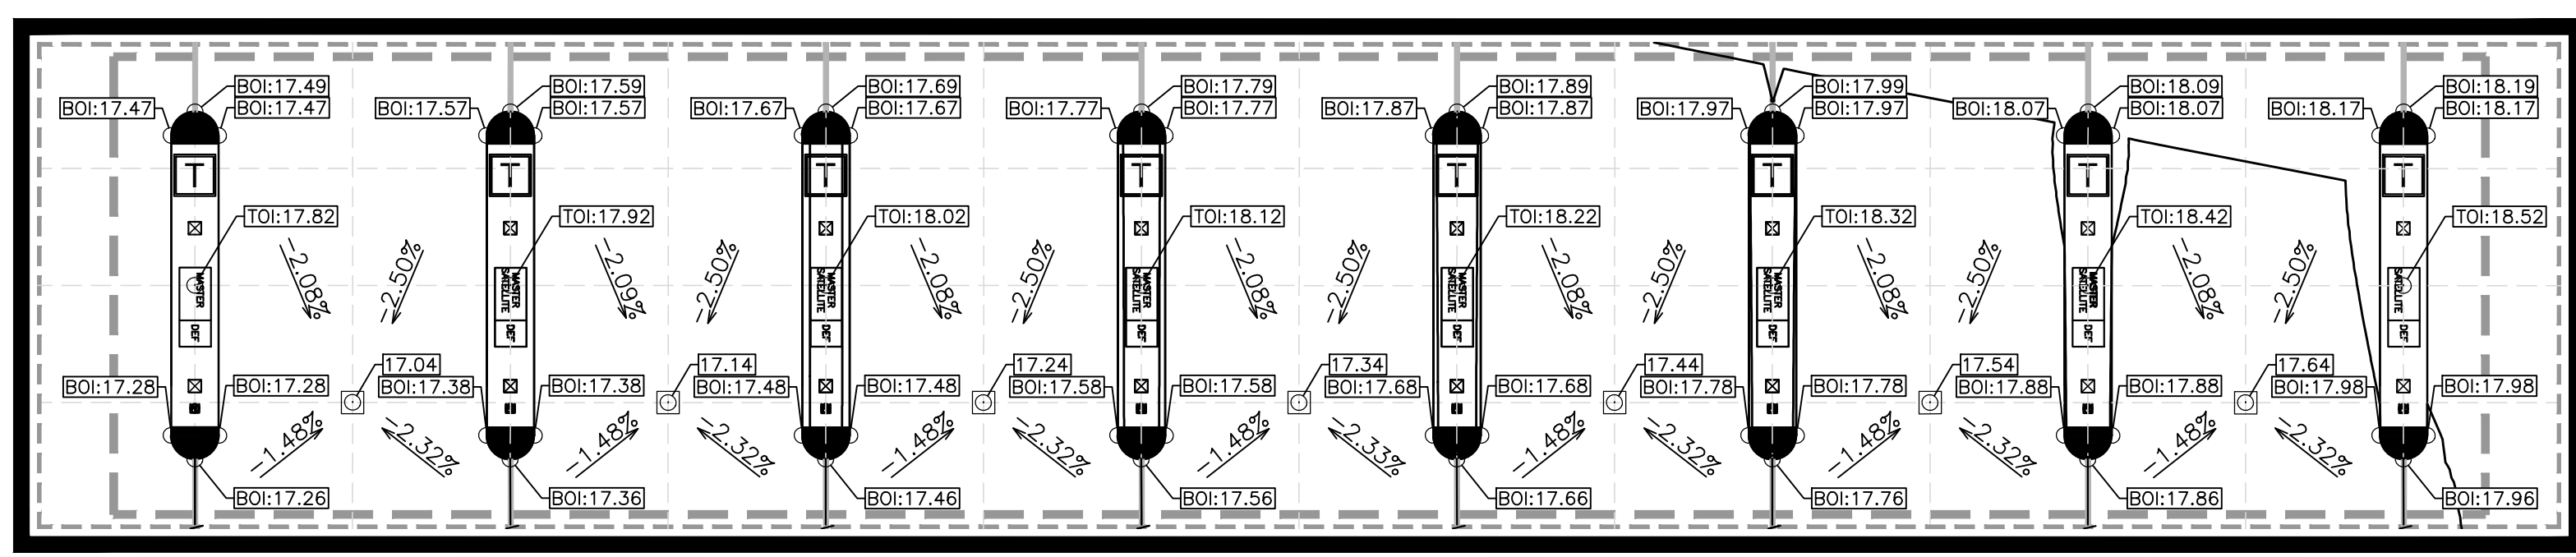 BOI:17.49 BOI:17.59 BOI:17.69 BOI:17.79 BOI:17.89 BOI:17.99 BOI:18.09 BOI:18.19
BOI:17.47 BOI:17.47 BOI:17.57 BOI:17.57 BOI:17.67 BOI:17.67 BOI:17.77 BOI:17.77 BOI:17.87 BOI:17.87 BOI:17.97 BOI:17.97 BOI:18.07 BOI:18.07 BOI:18.17 BOI:18.17
T T T T T T T T
TOI:17.82 TOI:17.92 TOI:18.02 TOI:18.12 TOI:18.22 TOI:18.32 TOI:18.42 TOI:18.52
-2.08% -2.50% -2.09% -2.50% -2.08% -2.50% -2.08% -2.50% -2.08% -2.50% -2.08% -2.50% -2.08% -2.50%
MASTER MASTER MASTER MASTER MASTER MASTER MASTER
SATELLITE SATELLITE SATELLITE SATELLITE SATELLITE SATELLITE SATELLITE
DEF DEF DEF DEF DEF DEF DEF DEF
17.04 17.14 17.24 17.34 17.44 17.54 17.64
BOI:17.28 BOI:17.28 BOI:17.38 BOI:17.38 BOI:17.48 BOI:17.48 BOI:17.58 BOI:17.58 BOI:17.68 BOI:17.68 BOI:17.78 BOI:17.78 BOI:17.88 BOI:17.88 BOI:17.98 BOI:17.98
-1.48% -2.32% -1.48% -2.32% -1.48% -2.32% -1.48% -2.33% -1.48% -2.32% -1.48% -2.32% -1.48% -2.32%
BOI:17.26 BOI:17.36 BOI:17.46 BOI:17.56 BOI:17.66 BOI:17.76 BOI:17.86 BOI:17.96